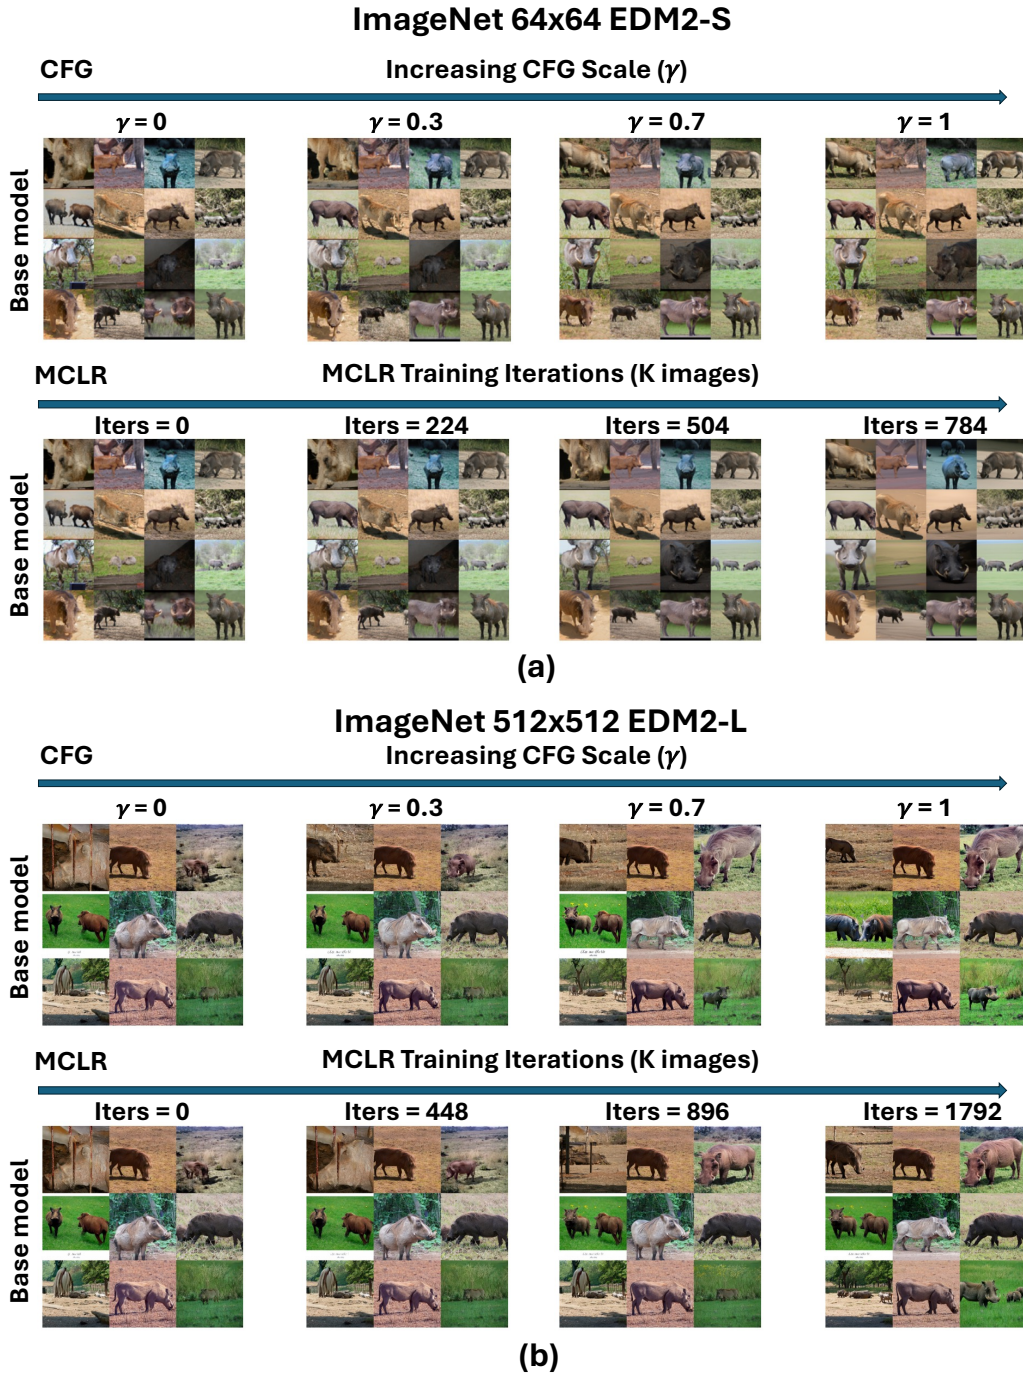 ImageNet 64x64 EDM2-S
CFG
Increasing CFG Scale (γ)
γ = 0
γ = 0.3
γ = 0.7
γ = 1
Base model
MCLR
MCLR Training Iterations (K images)
Iters = 0
Iters = 224
Iters = 504
Iters = 784
Base model
(a)
ImageNet 512x512 EDM2-L
CFG
Increasing CFG Scale (γ)
γ = 0
γ = 0.3
γ = 0.7
γ = 1
Base model
MCLR
MCLR Training Iterations (K images)
Iters = 0
Iters = 448
Iters = 896
Iters = 1792
Base model
(b)